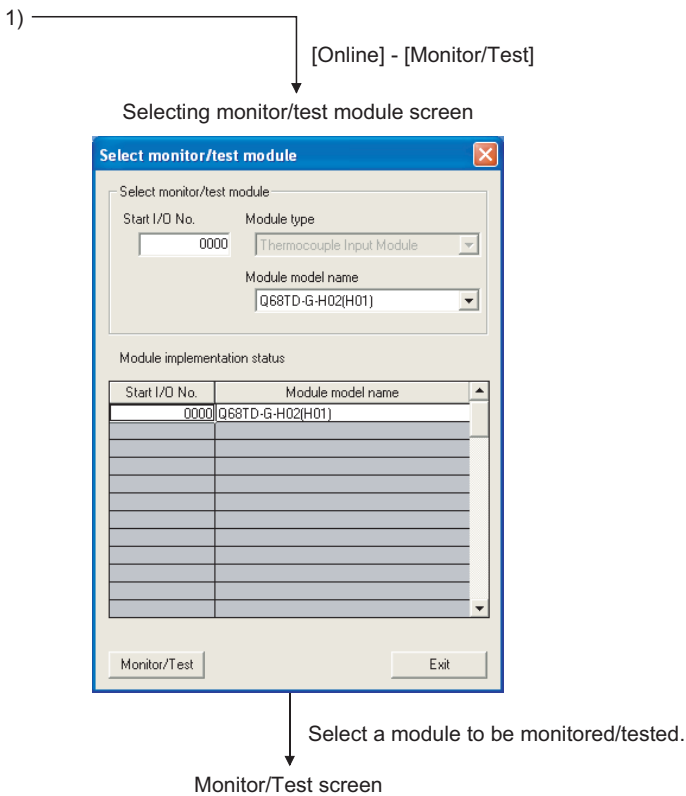 1)
[Online] - [Monitor/Test]
Selecting monitor/test module screen
Select monitor/test module
Select monitor/test module
Start I/O No. Module type
0000 Thermocouple Input Module
Module model name
Q68TD-G-H02(H01)
Module implementation status
Start I/O No. Module model name
0000 Q68TD-G-H02(H01)
Monitor/Test Exit
Select a module to be monitored/tested.
Monitor/Test screen